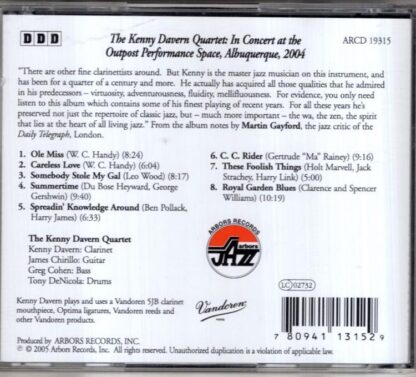 DDD
The Kenny Davern Quartet: In Concert at the
Outpost Performance Space, Albuquerque, 2004
ARCD 19315
"There are other fine clarinettists around. But Kenny is the master jazz musician on this instrument, and
has been for a quarter of a century and more. He actually has acquired all those qualities that he admired
in his predecessors – virtuosity, adventurousness, fluidity, mellifluousness. For evidence, you only need
listen to this album which contains some of his finest playing of recent years. For all these years he's
preserved not just the repertoire of classic jazz, but – much more important – the wa, the zen, the spirit
that lies at the heart of all living jazz." From the album notes by Martin Gayford, the jazz critic of the
Daily Telegraph, London.
1. Ole Miss (W. C. Handy) (8:24)
2. Careless Love (W. C. Handy) (6:04)
3. Somebody Stole My Gal (Leo Wood) (8:17)
4. Summertime (Du Bose Heyward, George
Gershwin) (9:40)
5. Spreadin' Knowledge Around (Ben Pollack,
Harry James) (6:33)
6. C. C. Rider (Gertrude "Ma" Rainey) (9:16)
7. These Foolish Things (Holt Marvell, Jack
Strachey, Harry Link) (5:00)
8. Royal Garden Blues (Clarence and Spencer
Williams) (10:19)
The Kenny Davern Quartet
Kenny Davern: Clarinet
James Chirillo: Guitar
Greg Cohen: Bass
Tony DeNicola: Drums
ARBORS RECORDS
Arbors
JAZZ
LC 02752
Kenny Davern plays and uses a Vandoren 5JB clarinet
mouthpiece, Optima ligatures, Vandoren reeds and
other Vandoren products.
Vandoren
7 80941 13152 9
Produced by ARBORS RECORDS, INC.
℗ © 2005 Arbors Records, Inc. All rights reserved. Unauthorized duplication is a violation of applicable law.